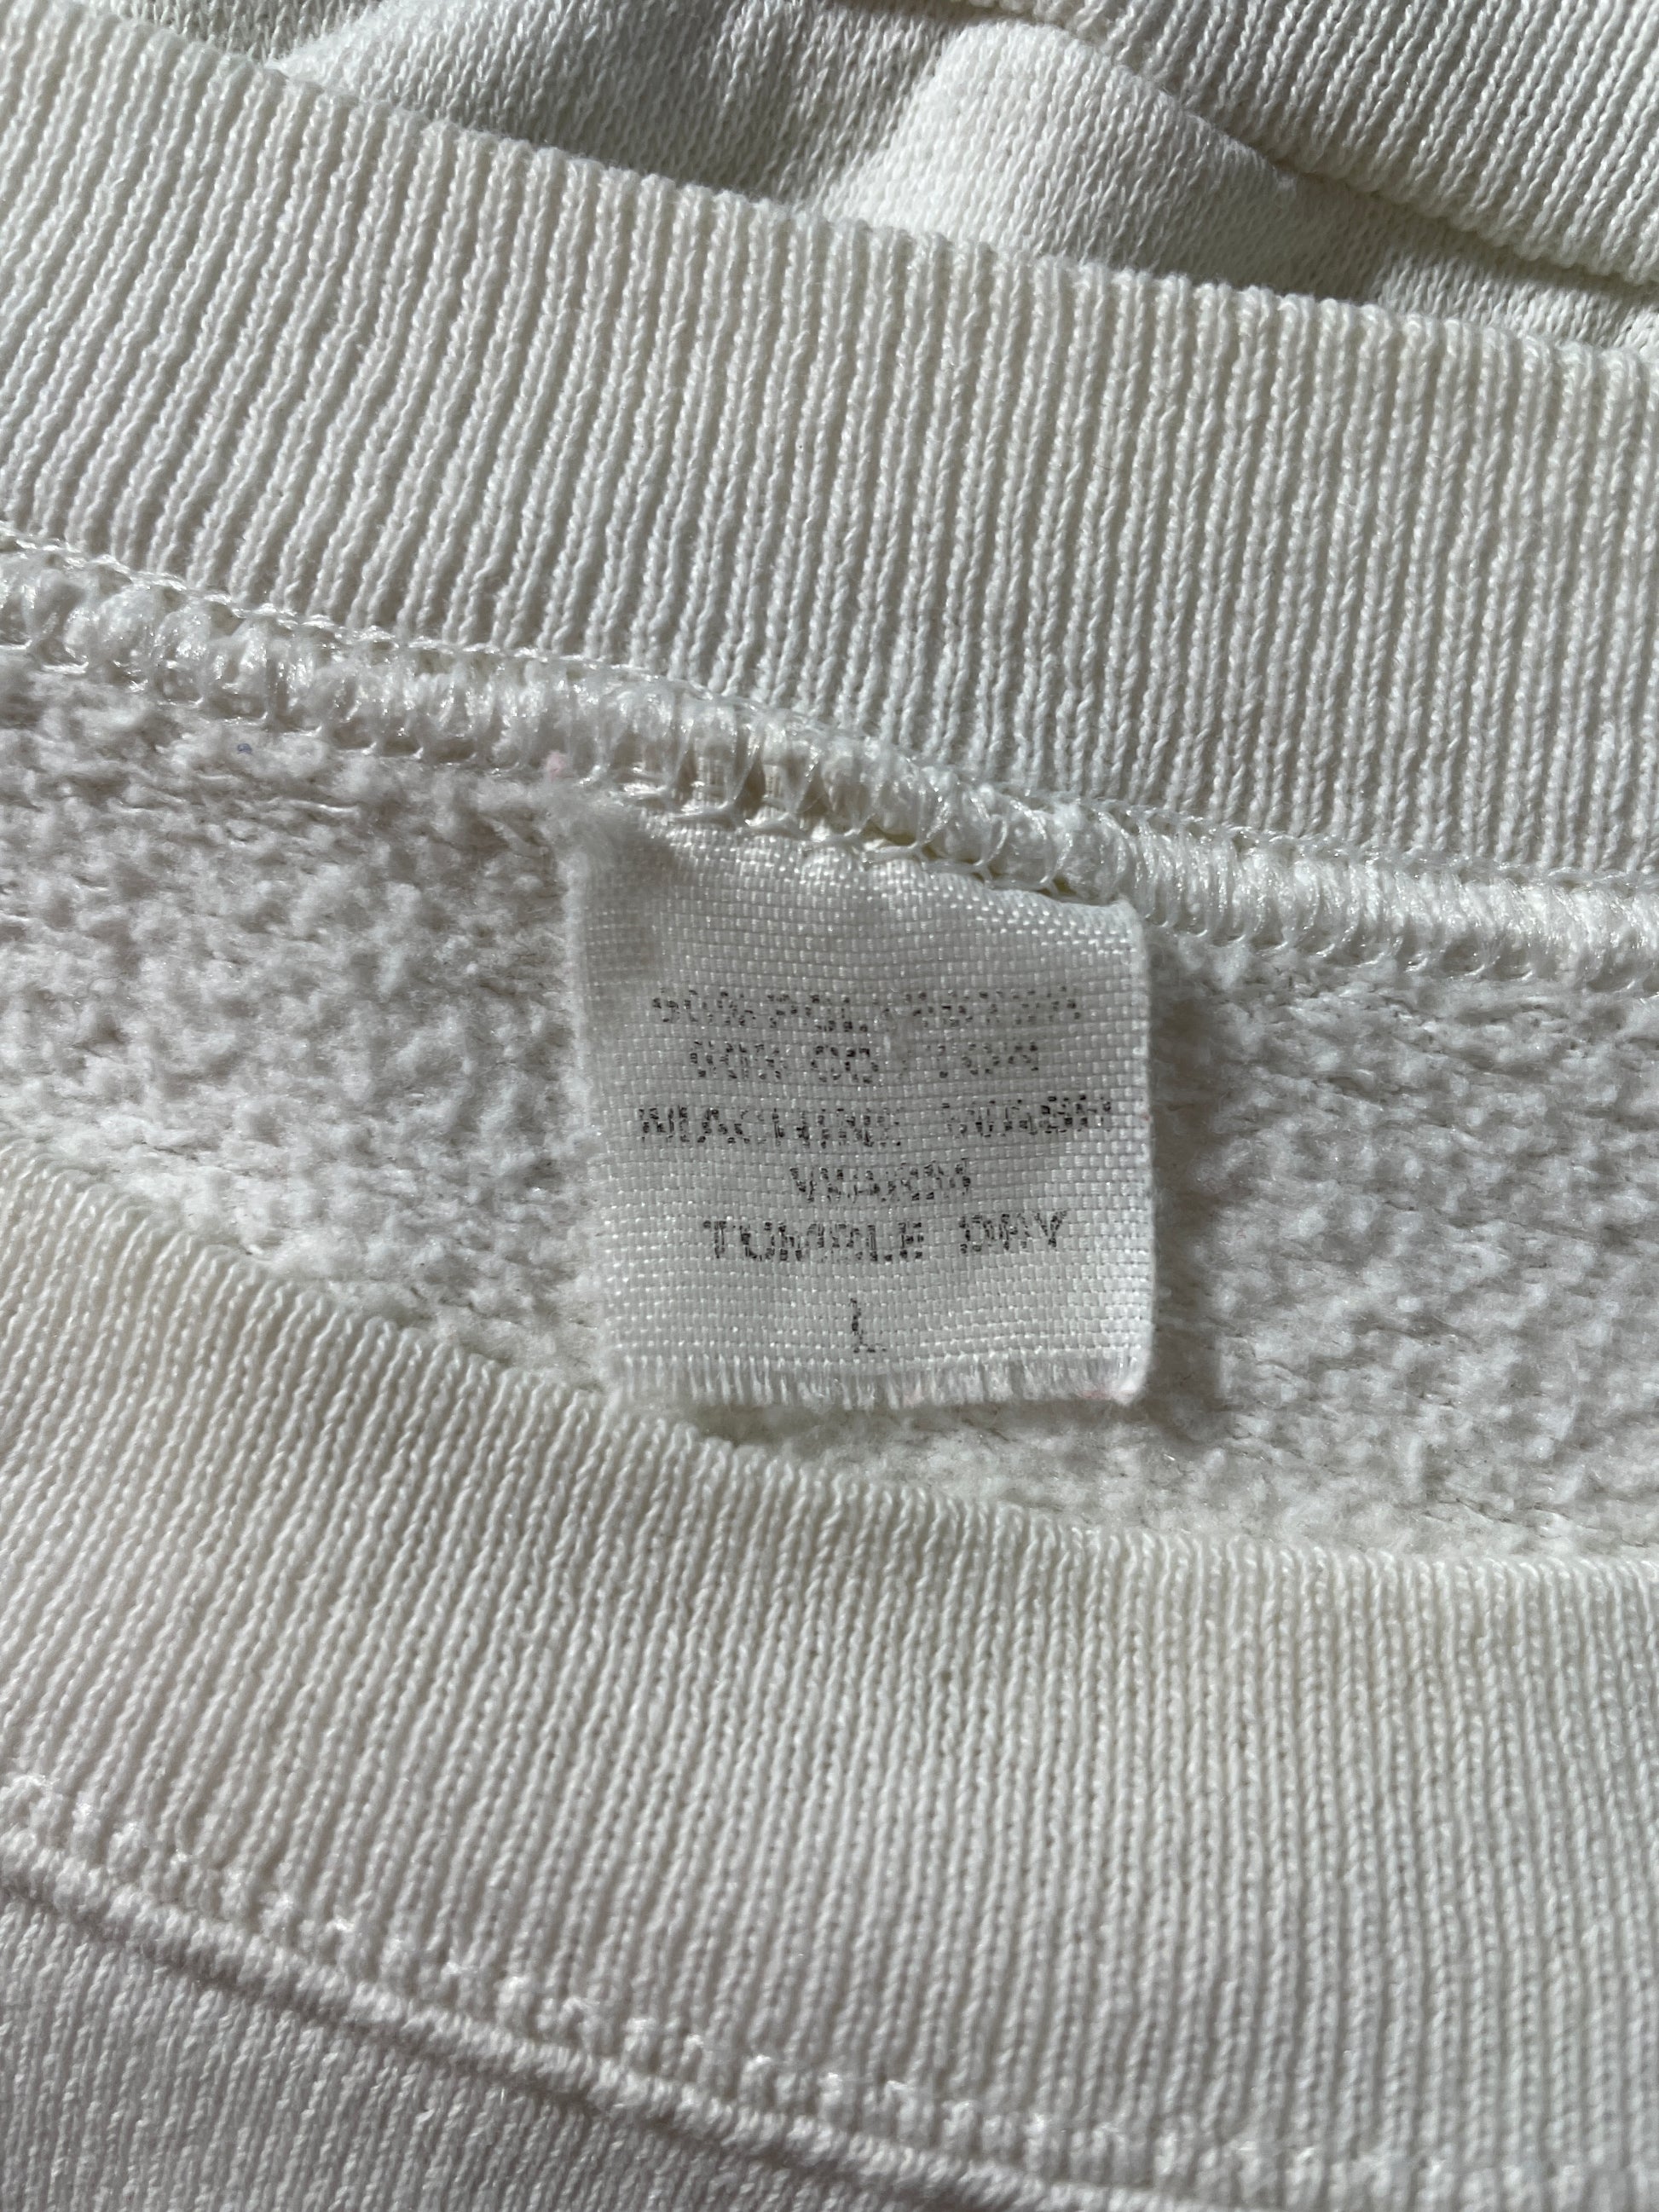 50% POLYESTER
50% COTTON
MACHINE WASH
WARM
TUMBLE DRY
L